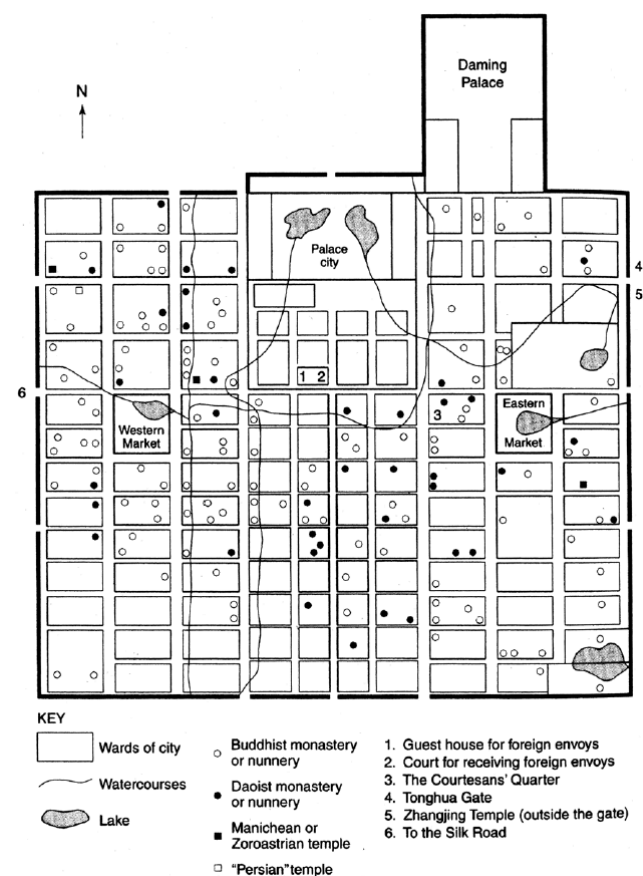 Daming
Palace
N
Palace
city
4
5
1 2
6
3
Western
Market
Eastern
Market
KEY
Wards of city
Watercourses
Lake
Buddhist monastery
or nunnery
Daoist monastery
or nunnery
Manichean or
Zoroastrian temple
"Persian" temple
1. Guest house for foreign envoys
2. Court for receiving foreign envoys
3. The Courtesans' Quarter
4. Tonghua Gate
5. Zhangjing Temple (outside the gate)
6. To the Silk Road